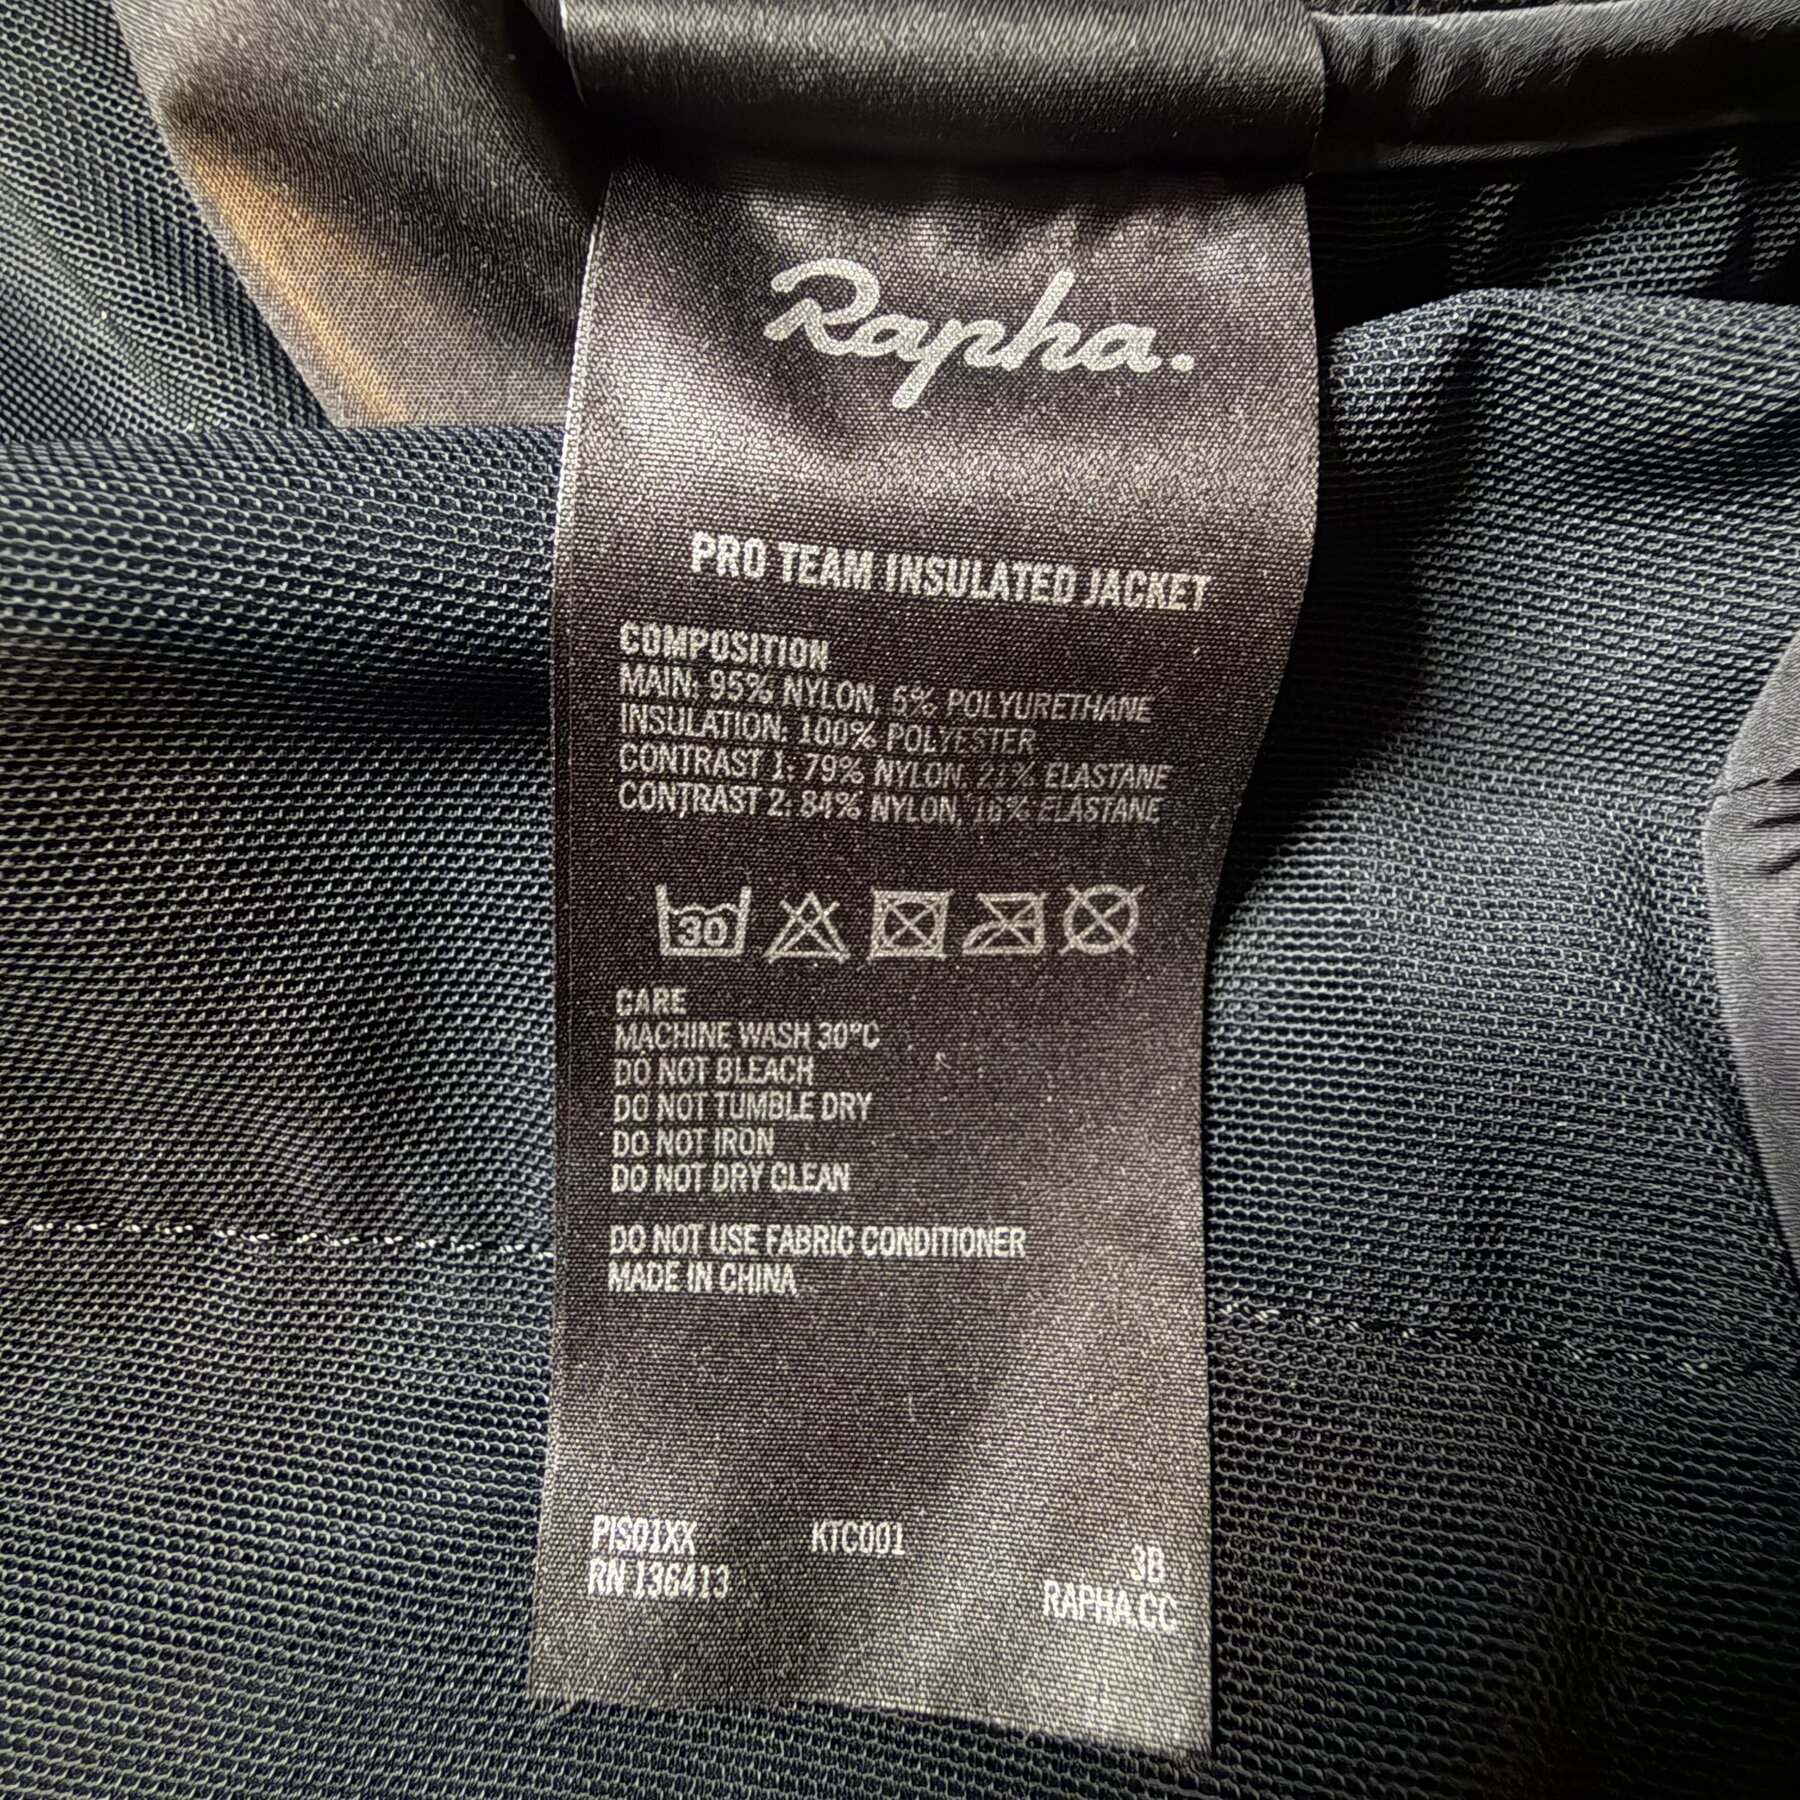 Rapha.
PRO TEAM INSULATED JACKET
COMPOSITION
MAIN: 95% NYLON, 5% POLYURETHANE
INSULATION: 100% POLYESTER
CONTRAST 1: 79% NYLON, 21% ELASTANE
CONTRAST 2: 84% NYLON, 16% ELASTANE
30
CARE
MACHINE WASH 30°C
DO NOT BLEACH
DO NOT TUMBLE DRY
DO NOT IRON
DO NOT DRY CLEAN
DO NOT USE FABRIC CONDITIONER
MADE IN CHINA
PIS01XX KTC001 3B
RN 136413 RAPHA.CC